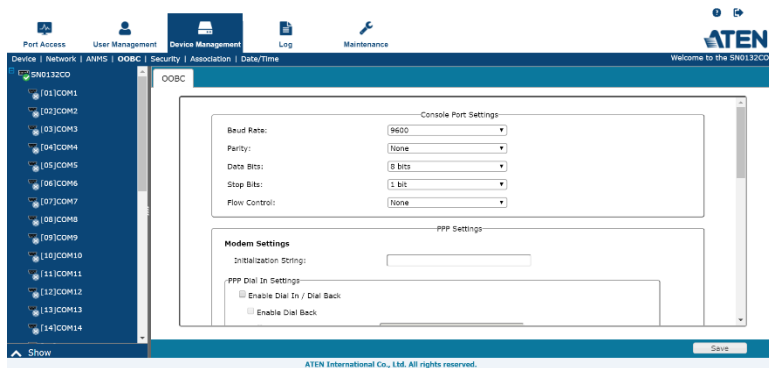 Port Access
User Management
Device Management
Log
Maintenance
ATEN
Device | Network | ANMS | OOBC | Security | Association | Date/Time
Welcome to the SN0132CO
SN0132CO
[01]COM1
[02]COM2
[03]COM3
[04]COM4
[05]COM5
[06]COM6
[07]COM7
[08]COM8
[09]COM9
[10]COM10
[11]COM11
[12]COM12
[13]COM13
[14]COM14
Show
OOBC
Console Port Settings
Baud Rate: 9600
Parity: None
Data Bits: 8 bits
Stop Bits: 1 bit
Flow Control: None
PPP Settings
Modem Settings
Initialization String:
PPP Dial In Settings
Enable Dial In / Dial Back
Enable Dial Back
Save
ATEN International Co., Ltd. All rights reserved.